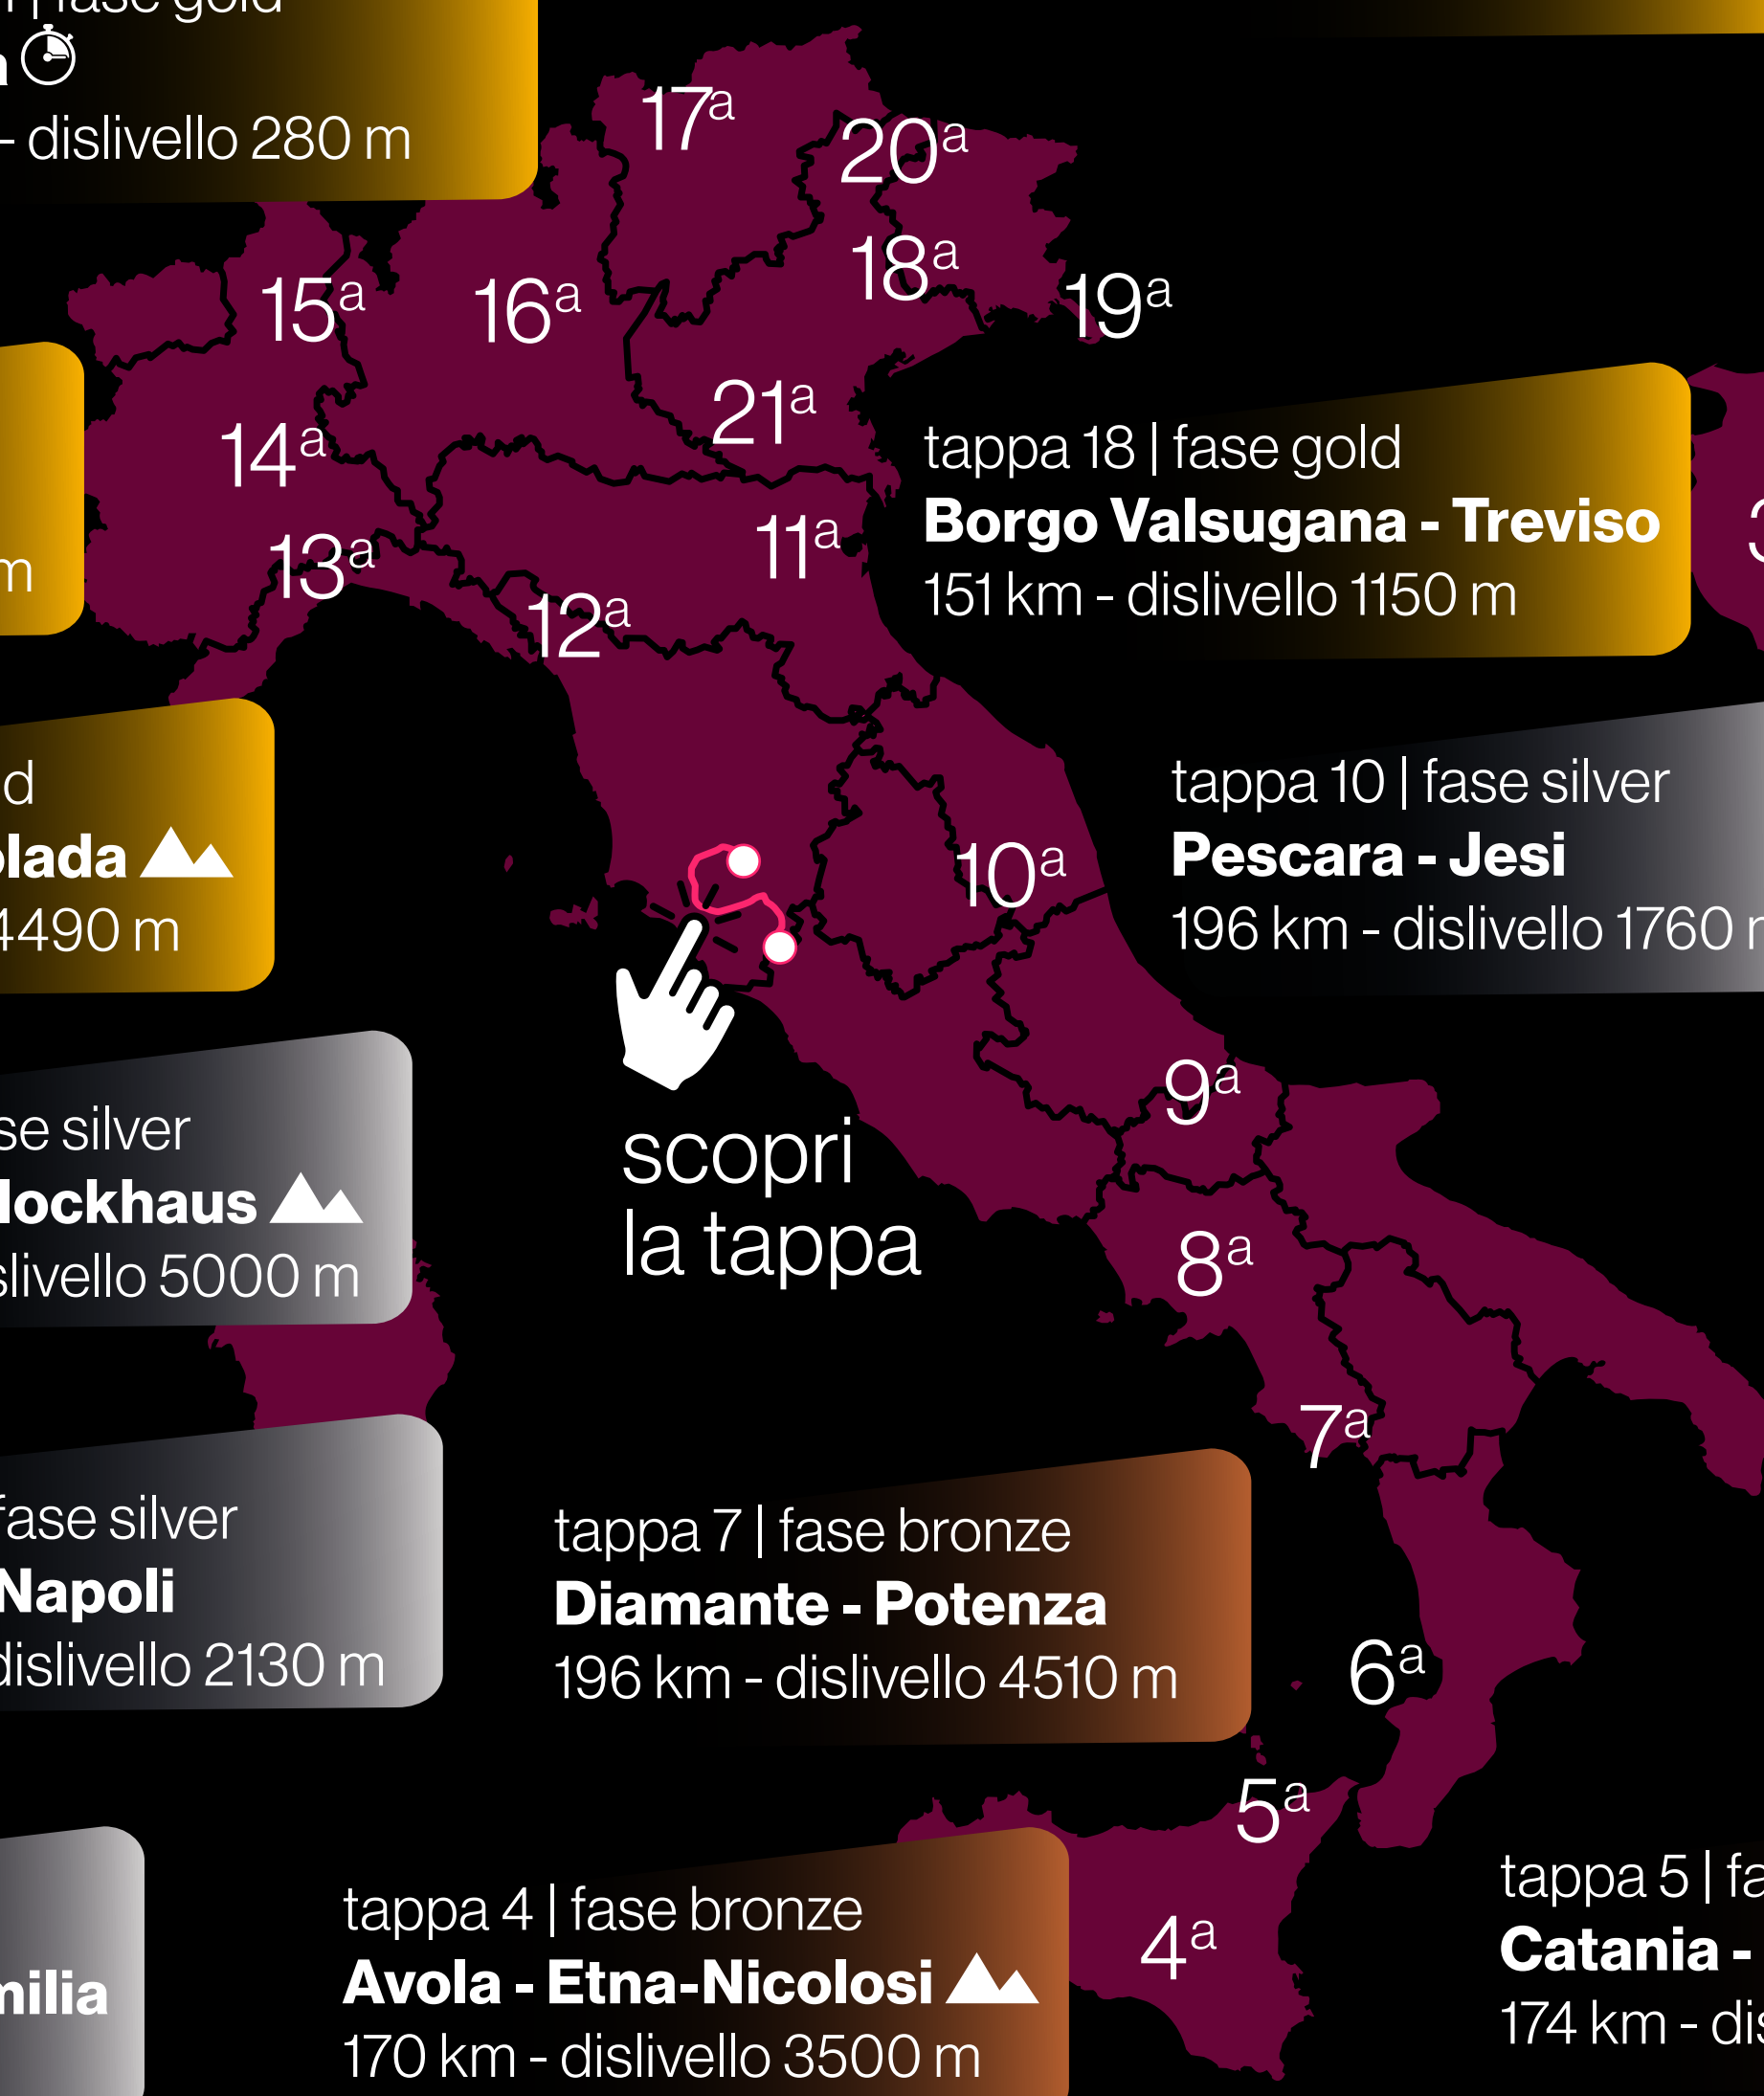 fase gold
- dislivello 280 m
17ª
20ª
18ª
15ª
16ª
19ª
21ª
14ª
tappa 18 | fase gold
Borgo Valsugana - Treviso
151 km - dislivello 1150 m
11ª
13ª
m
12ª
tappa 10 | fase silver
Pescara - Jesi
196 km - dislivello 1760
10ª
4490 m
9ª
scopri
la tappa
silver
dislivello 5000 m
8ª
7ª
fase silver
Napoli
dislivello 2130 m
tappa 7 | fase bronze
Diamante - Potenza
196 km - dislivello 4510 m
6ª
5ª
tappa 4 | fase bronze
Avola - Etna-Nicolosi
170 km - dislivello 3500 m
4ª
tappa 5 |
Catania -
174 km -